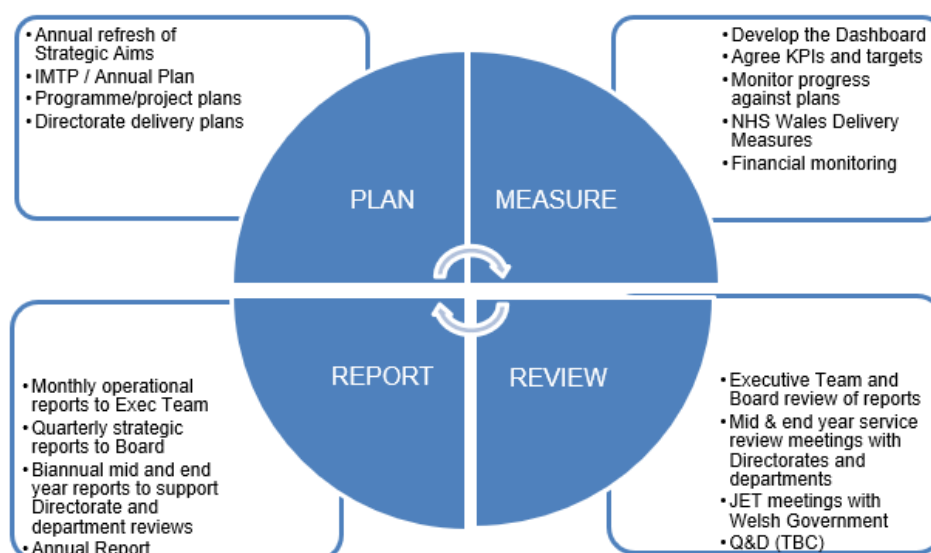 • Annual refresh of
Strategic Aims
• IMTP / Annual Plan
• Programme/project plans
• Directorate delivery plans
• Develop the Dashboard
• Agree KPIs and targets
• Monitor progress
against plans
• NHS Wales Delivery
Measures
• Financial monitoring
PLAN
MEASURE
REPORT
REVIEW
• Monthly operational
reports to Exec Team
• Quarterly strategic
reports to Board
• Biannual mid and end
year reports to support
Directorate and
department reviews
• Annual Report
• Executive Team and
Board review of reports
• Mid & end year service
review meetings with
Directorates and
departments
• JET meetings with
Welsh Government
• Q&D (TBC)